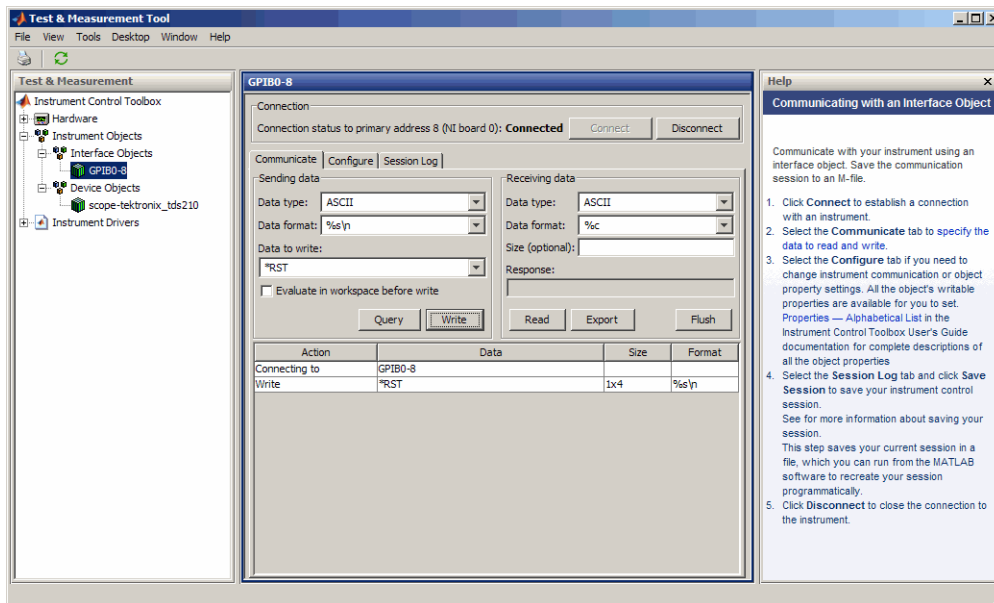 Test & Measurement Tool
File View Tools Desktop Window Help
Test & Measurement
Instrument Control Toolbox
Hardware
Instrument Objects
Interface Objects
GPIB0-8
Device Objects
scope-tektronix_tds210
Instrument Drivers
GPIB0-8
Connection
Connection status to primary address 8 (NI board 0): Connected Connect Disconnect
Communicate Configure Session Log
Sending data
Data type: ASCII
Data format: %s\n
Data to write:
*RST
Evaluate in workspace before write
Query Write
Receiving data
Data type: ASCII
Data format: %c
Size (optional):
Response:
Read Export Flush
Action Data Size Format
Connecting to GPIB0-8
Write *RST 1x4 %s\n
Help
Communicating with an Interface Object
Communicate with your instrument using an
interface object. Save the communication
session to an M-file.
1. Click Connect to establish a connection
with an instrument.
2. Select the Communicate tab to specify the
data to read and write.
3. Select the Configure tab if you need to
change instrument communication or object
property settings. All the object's writable
properties are available for you to set.
Properties — Alphabetical List in the
Instrument Control Toolbox User's Guide
documentation for complete descriptions of
all the object properties
4. Select the Session Log tab and click Save
Session to save your instrument control
session.
See for more information about saving your
session.
This step saves your current session in a
file, which you can run from the MATLAB
software to recreate your session
programmatically.
5. Click Disconnect to close the connection to
the instrument.